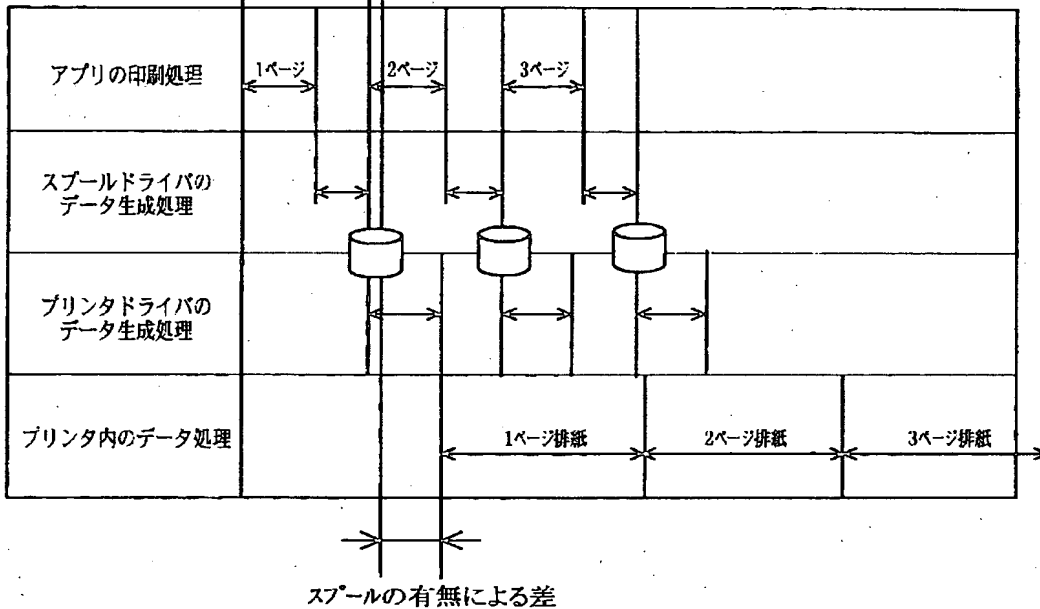 アプリの印刷処理
1ページ
2ページ
3ページ
スプールドライバの
データ生成処理
プリンタドライバの
データ生成処理
プリンタ内のデータ処理
1ページ排紙
2ページ排紙
3ページ排紙
スプールの有無による差